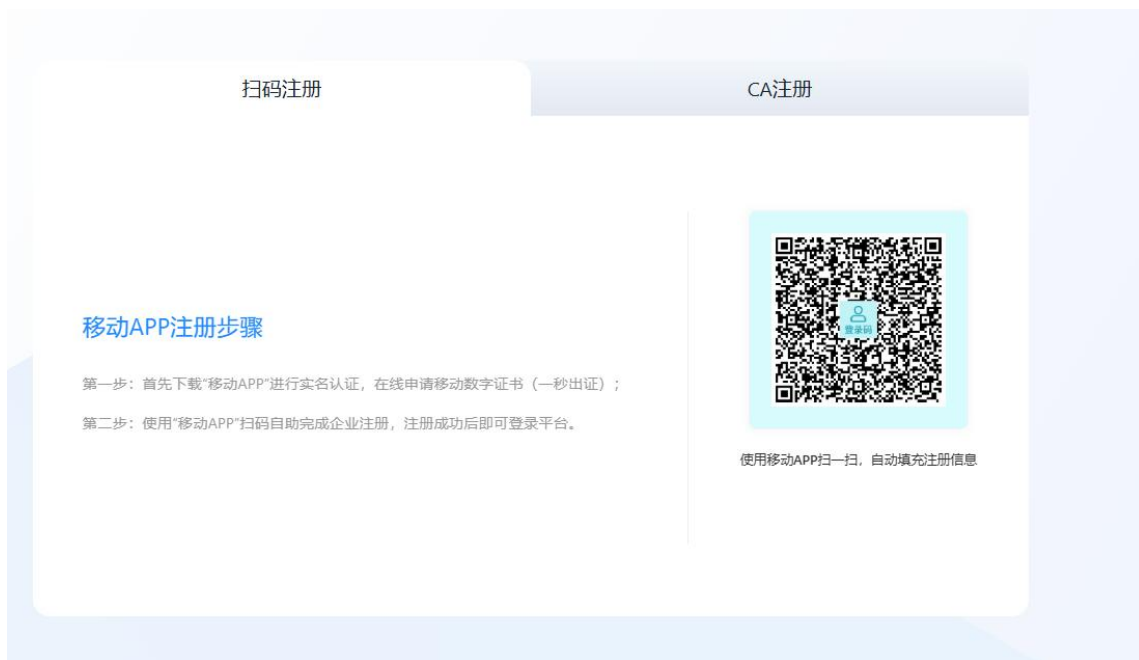 扫码注册
CA注册
移动APP注册步骤
第一步：首先下载“移动APP”进行实名认证，在线申请移动数字证书（一秒出证）；
第二步：使用“移动APP”扫码自助完成企业注册，注册成功后即可登录平台。
登录码
使用移动APP扫一扫，自动填充注册信息